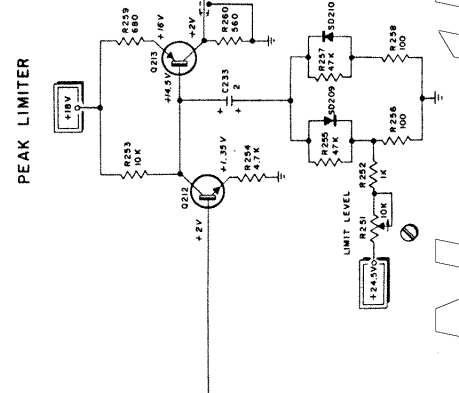 PEAK LIMITER
+18V
R259
680
+16V
Q213
+14.5V
+2V
R260
560
R253
10K
C233
2
+
+
Q212
+2V
+1.35V
R254
4.7K
SD210
R257
47K
R258
100
SD209
R255
47K
R256
100
R252
1K
LIMIT LEVEL
R251
10K
+24.5V